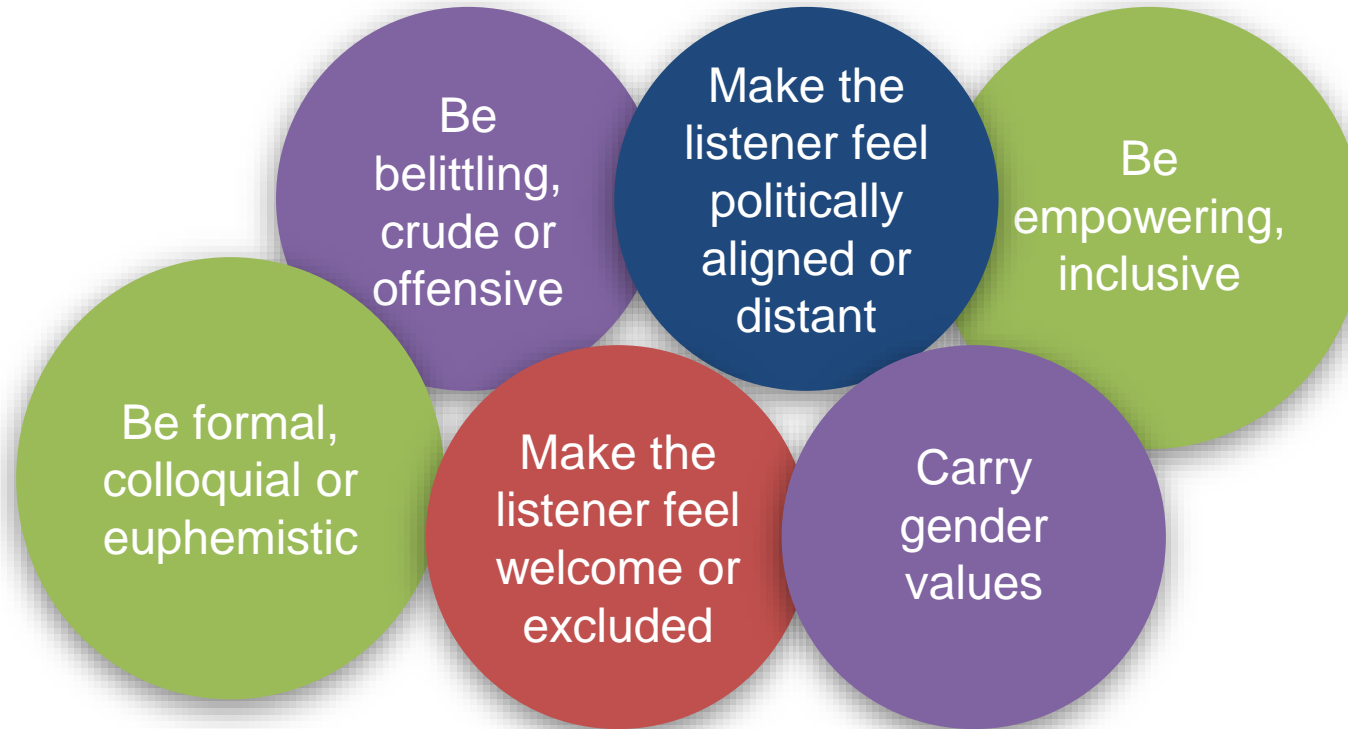 Be
belittling,
crude or
offensive
Make the
listener feel
politically
aligned or
distant
Be
empowering,
inclusive
Be formal,
colloquial or
euphemistic
Make the
listener feel
welcome or
excluded
Carry
gender
values